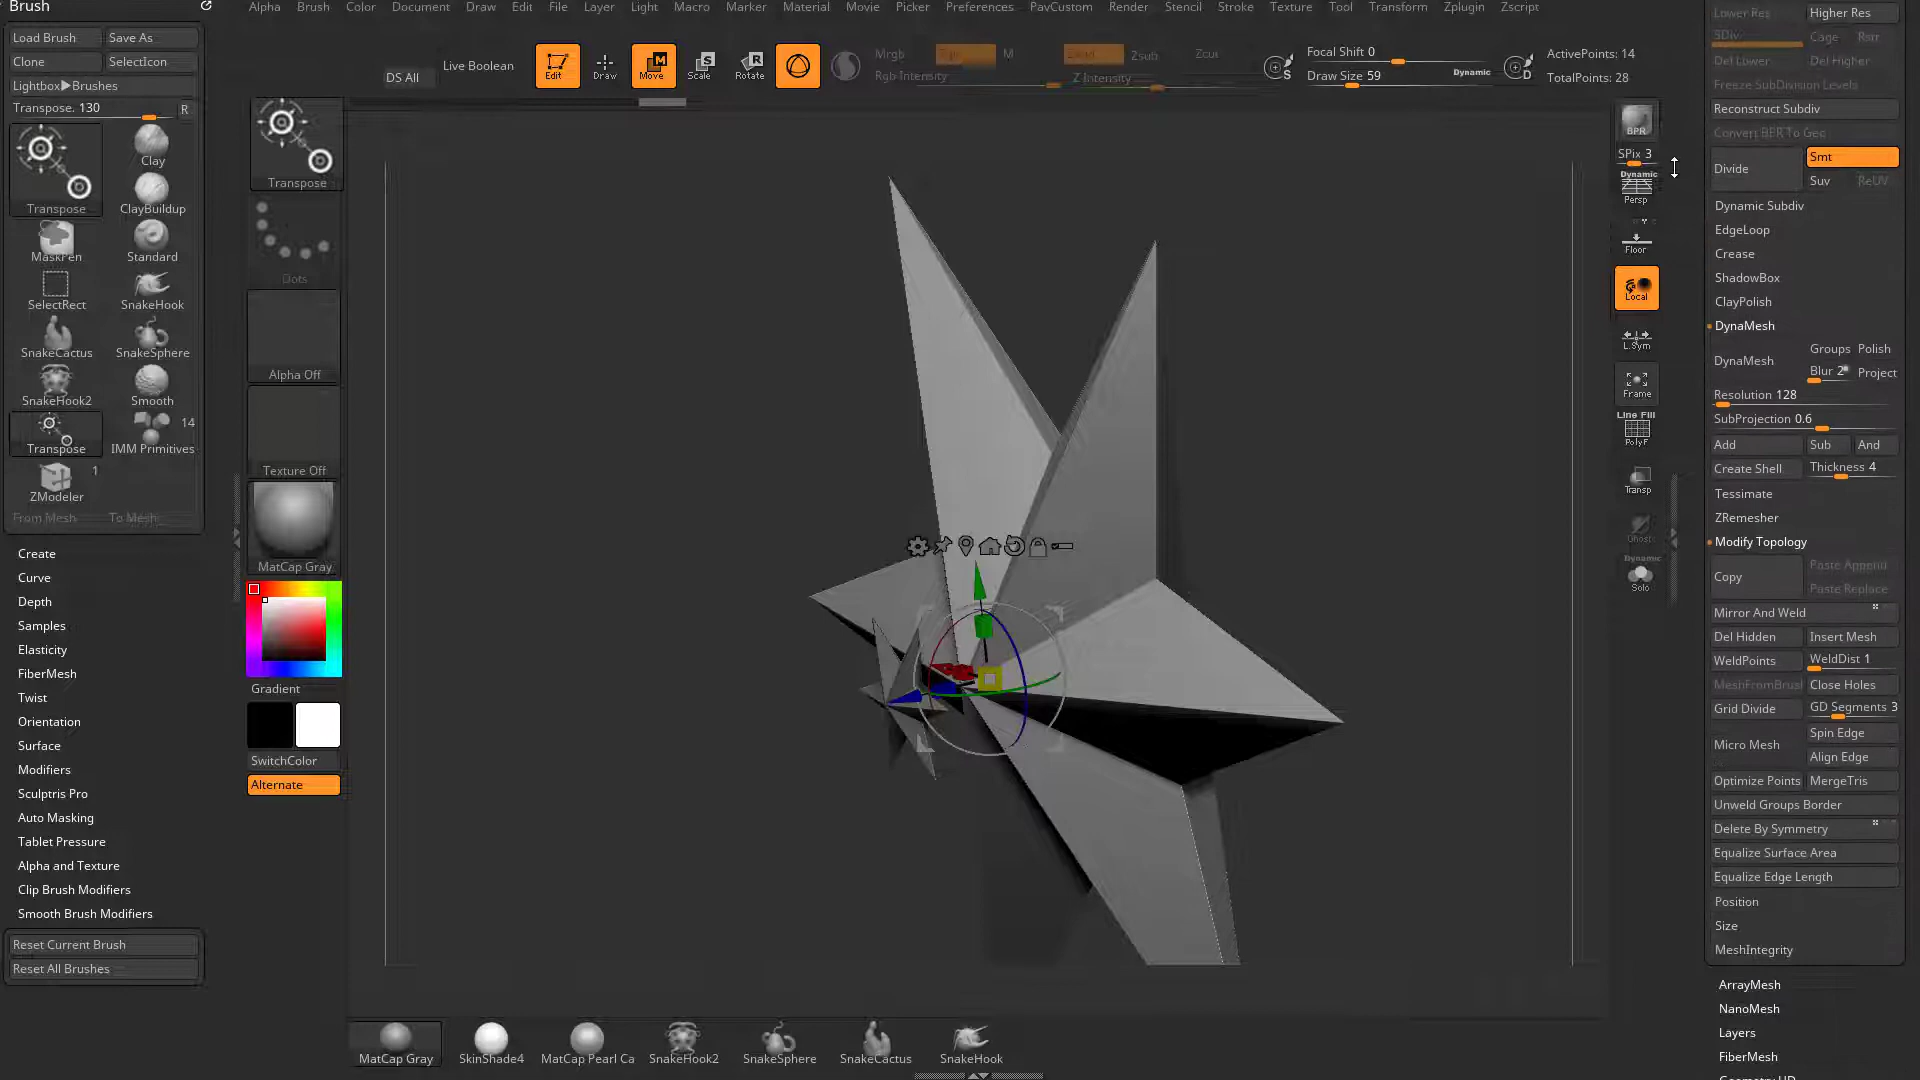 Brush
Alpha Brush Color Document Draw Edit File Layer Light Macro Marker Material Movie Picker Preferences PavCustom Render Stencil Stroke Texture Tool Transform Zplugin Zscript
Load Brush Save As
Clone SelectIcon
Lightbox▶Brushes
Transpose. 130 R
Clay
Transpose ClayBuildup
MaskPen Standard
SelectRect SnakeHook
SnakeCactus SnakeSphere
SnakeHook2 Smooth
14
Transpose IMM Primitives
1
ZModeler
From Mesh To Mesh
Create
Curve
Depth
Samples
Elasticity
FiberMesh
Twist
Orientation
Surface
Modifiers
Sculptris Pro
Auto Masking
Tablet Pressure
Alpha and Texture
Clip Brush Modifiers
Smooth Brush Modifiers
Reset Current Brush
Reset All Brushes
DS All
Live Boolean
Edit Draw Move Scale Rotate
Mrgb Rgb M Zadd Zsub Zcut
Rgb Intensity Z Intensity
S
Focal Shift 0
Draw Size 59 Dynamic
D
ActivePoints: 14
TotalPoints: 28
Transpose
Dots
Alpha Off
Texture Off
MatCap Gray
Gradient
SwitchColor
Alternate
BPR
SPix 3
Dynamic
Persp
Floor
Local
L.Sym
Frame
Line Fill
PolyF
Transp
Ghost
Dynamic
Solo
Lower Res Higher Res
SDiv Cage Rstr
Del Lower Del Higher
Freeze SubDivision Levels
Reconstruct Subdiv
Convert BPR To Geo
Divide Smt
Suv ReUV
Dynamic Subdiv
EdgeLoop
Crease
ShadowBox
ClayPolish
DynaMesh
DynaMesh Groups Polish
Blur 2 Project
Resolution 128
SubProjection 0.6
Add Sub And
Create Shell Thickness 4
Tessimate
ZRemesher
Modify Topology
Copy Paste Append
Paste Replace
Mirror And Weld
Del Hidden Insert Mesh
WeldPoints WeldDist 1
MeshFromBrus Close Holes
Grid Divide GD Segments 3
Micro Mesh Spin Edge
Align Edge
Optimize Points MergeTris
Unweld Groups Border
Delete By Symmetry
Equalize Surface Area
Equalize Edge Length
Position
Size
MeshIntegrity
ArrayMesh
NanoMesh
Layers
FiberMesh
MatCap Gray SkinShade4 MatCap Pearl Ca SnakeHook2 SnakeSphere SnakeCactus SnakeHook